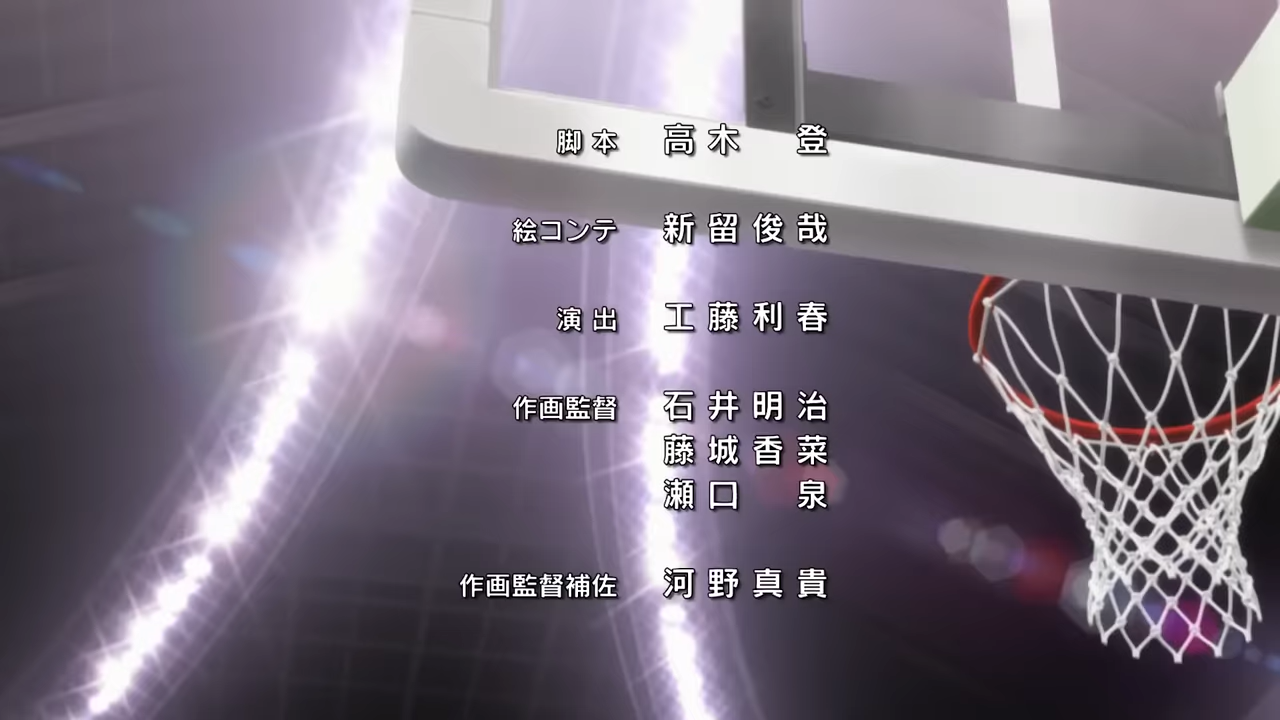 脚本 高木 登
絵コンテ 新留俊哉
演出 工藤利春
作画監督 石井明治
藤城香菜
瀬口 泉
作画監督補佐 河野真貴